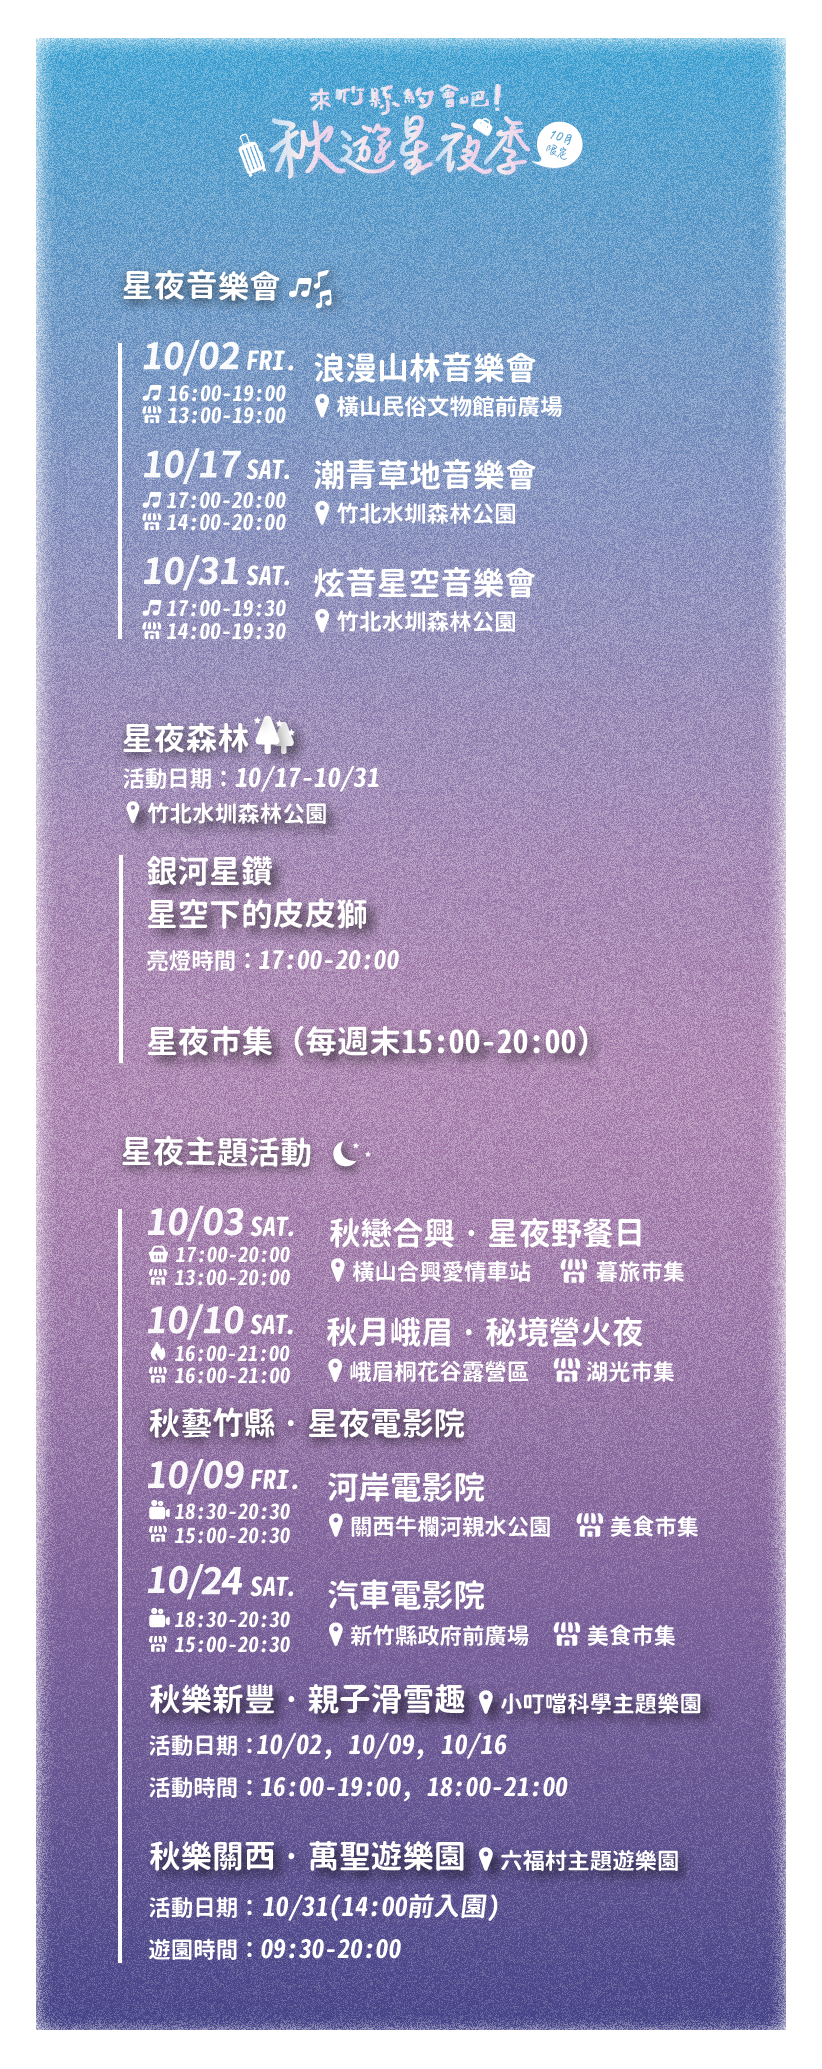 來竹縣約會吧!
秋遊星夜季
10月
限定
星夜音樂會
10/02 FRI.
16:00-19:00
13:00-19:00
浪漫山林音樂會
橫山民俗文物館前廣場
10/17 SAT.
17:00-20:00
14:00-20:00
潮青草地音樂會
竹北水圳森林公園
10/31 SAT.
17:00-19:30
14:00-19:30
炫音星空音樂會
竹北水圳森林公園
星夜森林
活動日期：10/17-10/31
竹北水圳森林公園
銀河星鑽
星空下的皮皮獅
亮燈時間：17:00-20:00
星夜市集（每週末15:00-20:00）
星夜主題活動
10/03 SAT.
17:00-20:00
13:00-20:00
秋戀合興・星夜野餐日
橫山合興愛情車站 暮旅市集
10/10 SAT.
16:00-21:00
16:00-21:00
秋月峨眉・秘境營火夜
峨眉桐花谷露營區 湖光市集
秋藝竹縣・星夜電影院
10/09 FRI.
18:30-20:30
15:00-20:30
河岸電影院
關西牛欄河親水公園 美食市集
10/24 SAT.
18:30-20:30
15:00-20:30
汽車電影院
新竹縣政府前廣場 美食市集
秋樂新豐・親子滑雪趣 小叮噹科學主題樂園
活動日期：10/02, 10/09, 10/16
活動時間：16:00-19:00, 18:00-21:00
秋樂關西・萬聖遊樂園 六福村主題遊樂園
活動日期：10/31(14:00前入園)
遊園時間：09:30-20:00